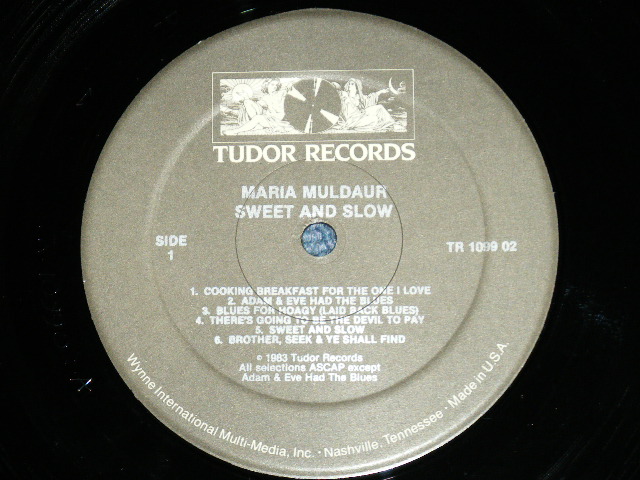 TUDOR RECORDS
MARIA MULDAUR
SWEET AND SLOW
SIDE
1
TR 1099 02
1. COOKING BREAKFAST FOR THE ONE I LOVE
2. ADAM & EVE HAD THE BLUES
3. BLUES FOR HOAGY (LAID BACK BLUES)
4. THERE'S GOING TO BE THE DEVIL TO PAY
5. SWEET AND SLOW
6. BROTHER, SEEK & YE SHALL FIND
© 1983 Tudor Records
All selections ASCAP except
Adam & Eve Had The Blues
Wynne International Multi-Media, Inc. • Nashville, Tennessee • Made in U.S.A.